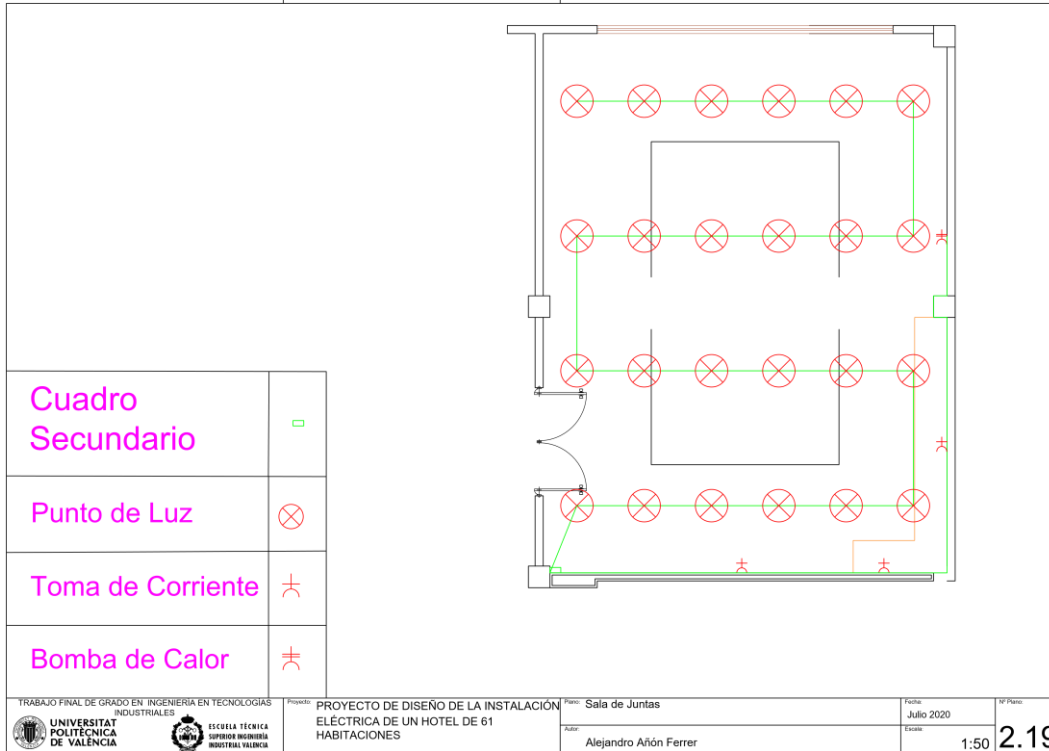 Cuadro
Secundario
Punto de Luz
Toma de Corriente
Bomba de Calor
TRABAJO FINAL DE GRADO EN INGENIERÍA EN TECNOLOGÍAS
INDUSTRIALES
UNIVERSITAT
POLITÈCNICA
DE VALÈNCIA
ESCUELA TÉCNICA
SUPERIOR INGENIERÍA
INDUSTRIAL VALENCIA
Proyecto:
PROYECTO DE DISEÑO DE LA INSTALACIÓN
ELÉCTRICA DE UN HOTEL DE 61
HABITACIONES
Plano: Sala de Juntas
Autor:
Alejandro Añón Ferrer
Fecha
Julio 2020
Escala:
1:50
Nº Plano:
2.19